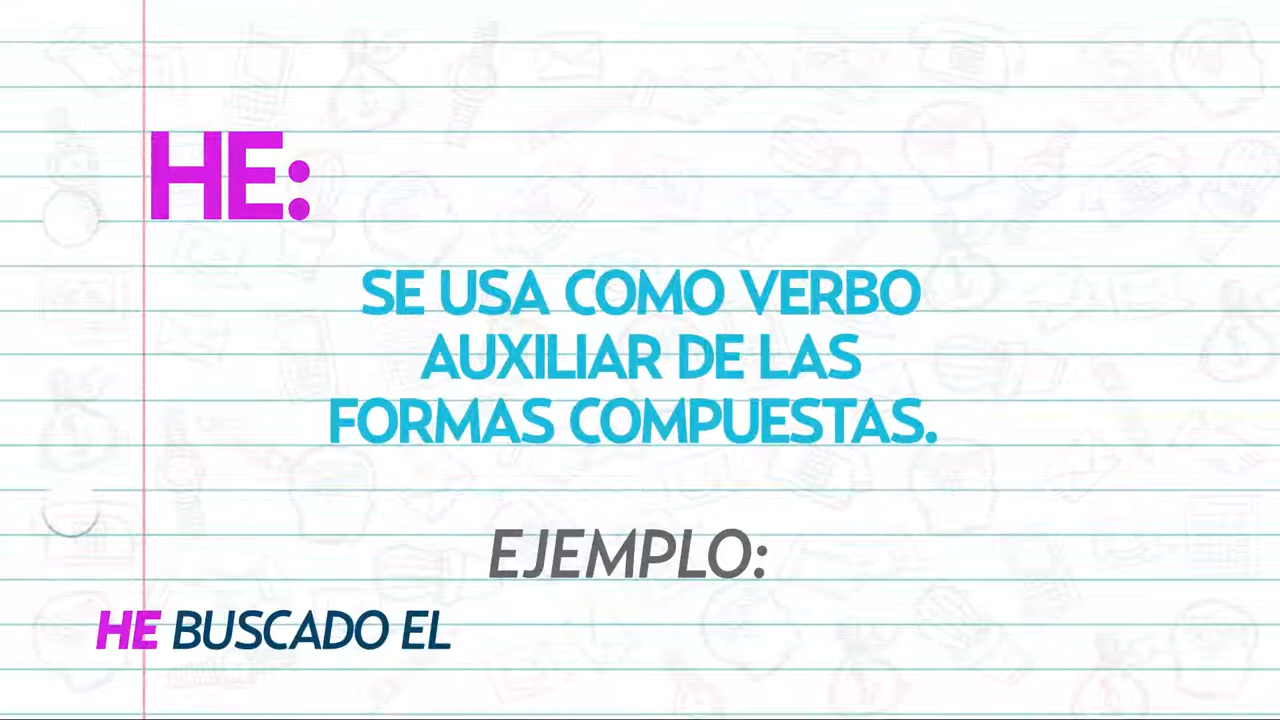 HE:
SE USA COMO VERBO
AUXILIAR DE LAS
FORMAS COMPUESTAS.
EJEMPLO:
HE BUSCADO EL